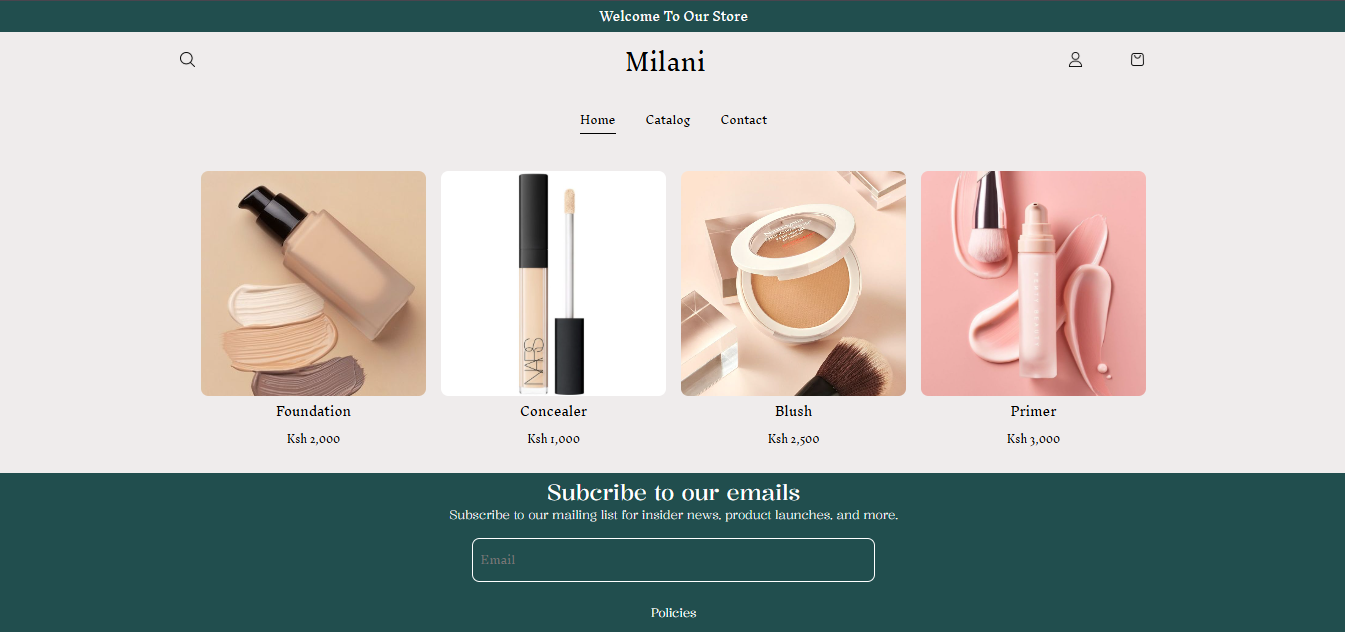 Welcome To Our Store
Milani
Home Catalog Contact
NARS
Foundation Concealer Blush Primer
Ksh 2,000 Ksh 1,000 Ksh 2,500 Ksh 3,000
Subcribe to our emails
Subscribe to our mailing list for insider news, product launches, and more.
Email
Policies